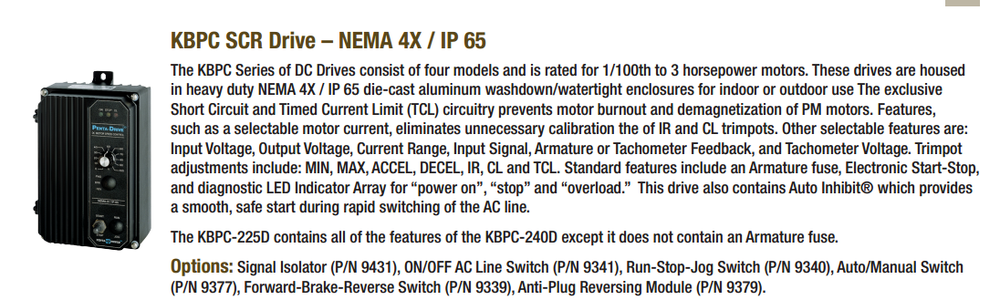 KBPC SCR Drive – NEMA 4X / IP 65
The KBPC Series of DC Drives consist of four models and is rated for 1/100th to 3 horsepower motors. These drives are housed
in heavy duty NEMA 4X / IP 65 die-cast aluminum washdown/watertight enclosures for indoor or outdoor use The exclusive
Short Circuit and Timed Current Limit (TCL) circuitry prevents motor burnout and demagnetization of PM motors. Features,
such as a selectable motor current, eliminates unnecessary calibration the of IR and CL trimpots. Other selectable features are:
Input Voltage, Output Voltage, Current Range, Input Signal, Armature or Tachometer Feedback, and Tachometer Voltage. Trimpot
adjustments include: MIN, MAX, ACCEL, DECEL, IR, CL and TCL. Standard features include an Armature fuse, Electronic Start-Stop,
and diagnostic LED Indicator Array for “power on”, “stop” and “overload.” This drive also contains Auto Inhibit® which provides
a smooth, safe start during rapid switching of the AC line.
The KBPC-225D contains all of the features of the KBPC-240D except it does not contain an Armature fuse.
Options: Signal Isolator (P/N 9431), ON/OFF AC Line Switch (P/N 9341), Run-Stop-Jog Switch (P/N 9340), Auto/Manual Switch
(P/N 9377), Forward-Brake-Reverse Switch (P/N 9339), Anti-Plug Reversing Module (P/N 9379).
PENTA-DRIVE